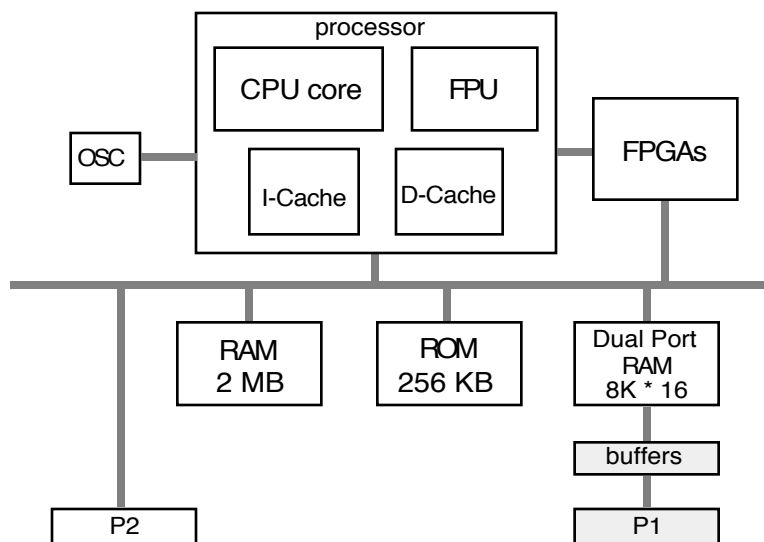 processor
CPU core
FPU
OSC
FPGAs
I-Cache
D-Cache
RAM
2 MB
ROM
256 KB
Dual Port
RAM
8K * 16
buffers
P2
P1